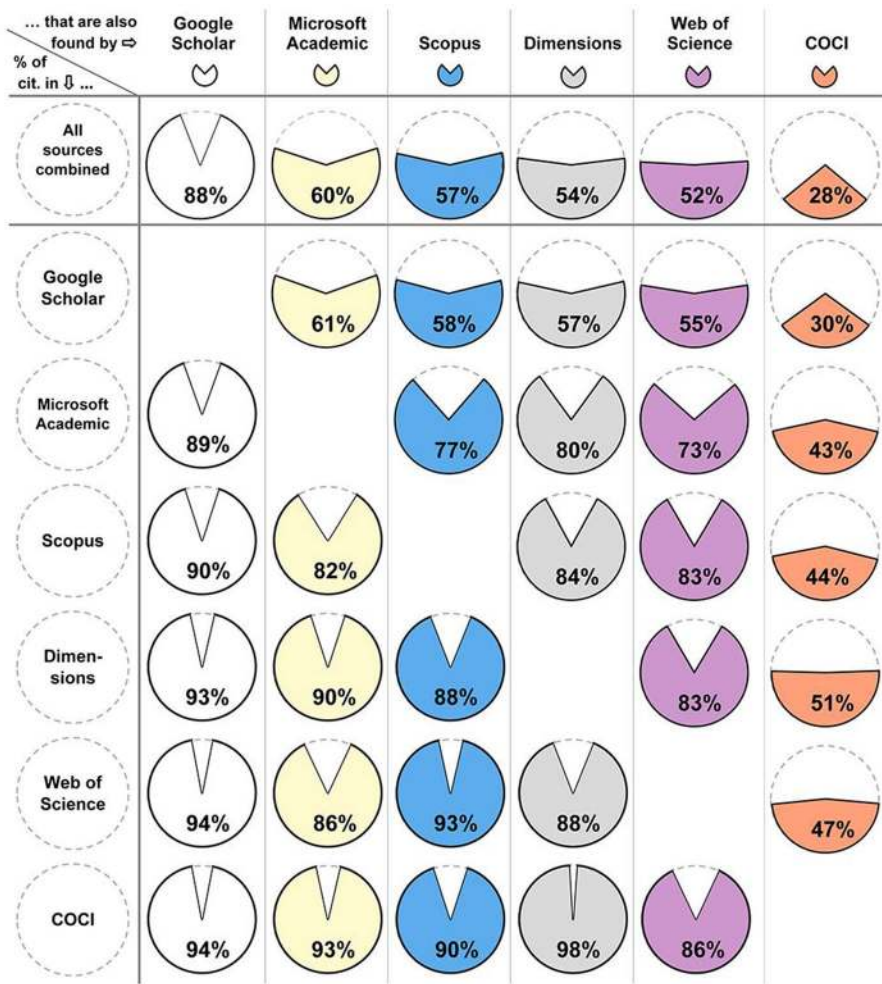 ... that are also
found by ⇨
% of
cit. in ⇩ ...
Google
Scholar
Microsoft
Academic
Scopus
Dimensions
Web of
Science
COCI
All
sources
combined
88%
60%
57%
54%
52%
28%
Google
Scholar
61%
58%
57%
55%
30%
Microsoft
Academic
89%
77%
80%
73%
43%
Scopus
90%
82%
84%
83%
44%
Dimen-
sions
93%
90%
88%
83%
51%
Web of
Science
94%
86%
93%
88%
47%
COCI
94%
93%
90%
98%
86%